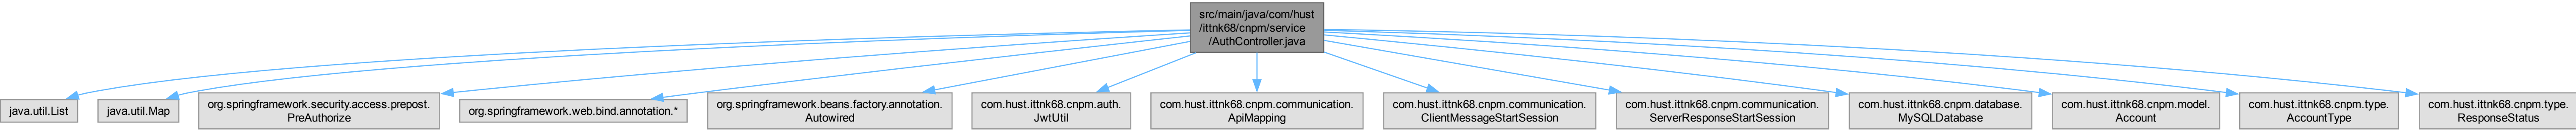 src/main/java/com/hust
/ittnk68/cnpm/service
/AuthController.java
java.util.List
java.util.Map
org.springframework.security.access.prepost.
PreAuthorize
org.springframework.web.bind.annotation.*
org.springframework.beans.factory.annotation.
Autowired
com.hust.ittnk68.cnpm.auth.
JwtUtil
com.hust.ittnk68.cnpm.communication.
ApiMapping
com.hust.ittnk68.cnpm.communication.
ClientMessageStartSession
com.hust.ittnk68.cnpm.communication.
ServerResponseStartSession
com.hust.ittnk68.cnpm.database.
MySQLDatabase
com.hust.ittnk68.cnpm.model.
Account
com.hust.ittnk68.cnpm.type.
AccountType
com.hust.ittnk68.cnpm.type.
ResponseStatus